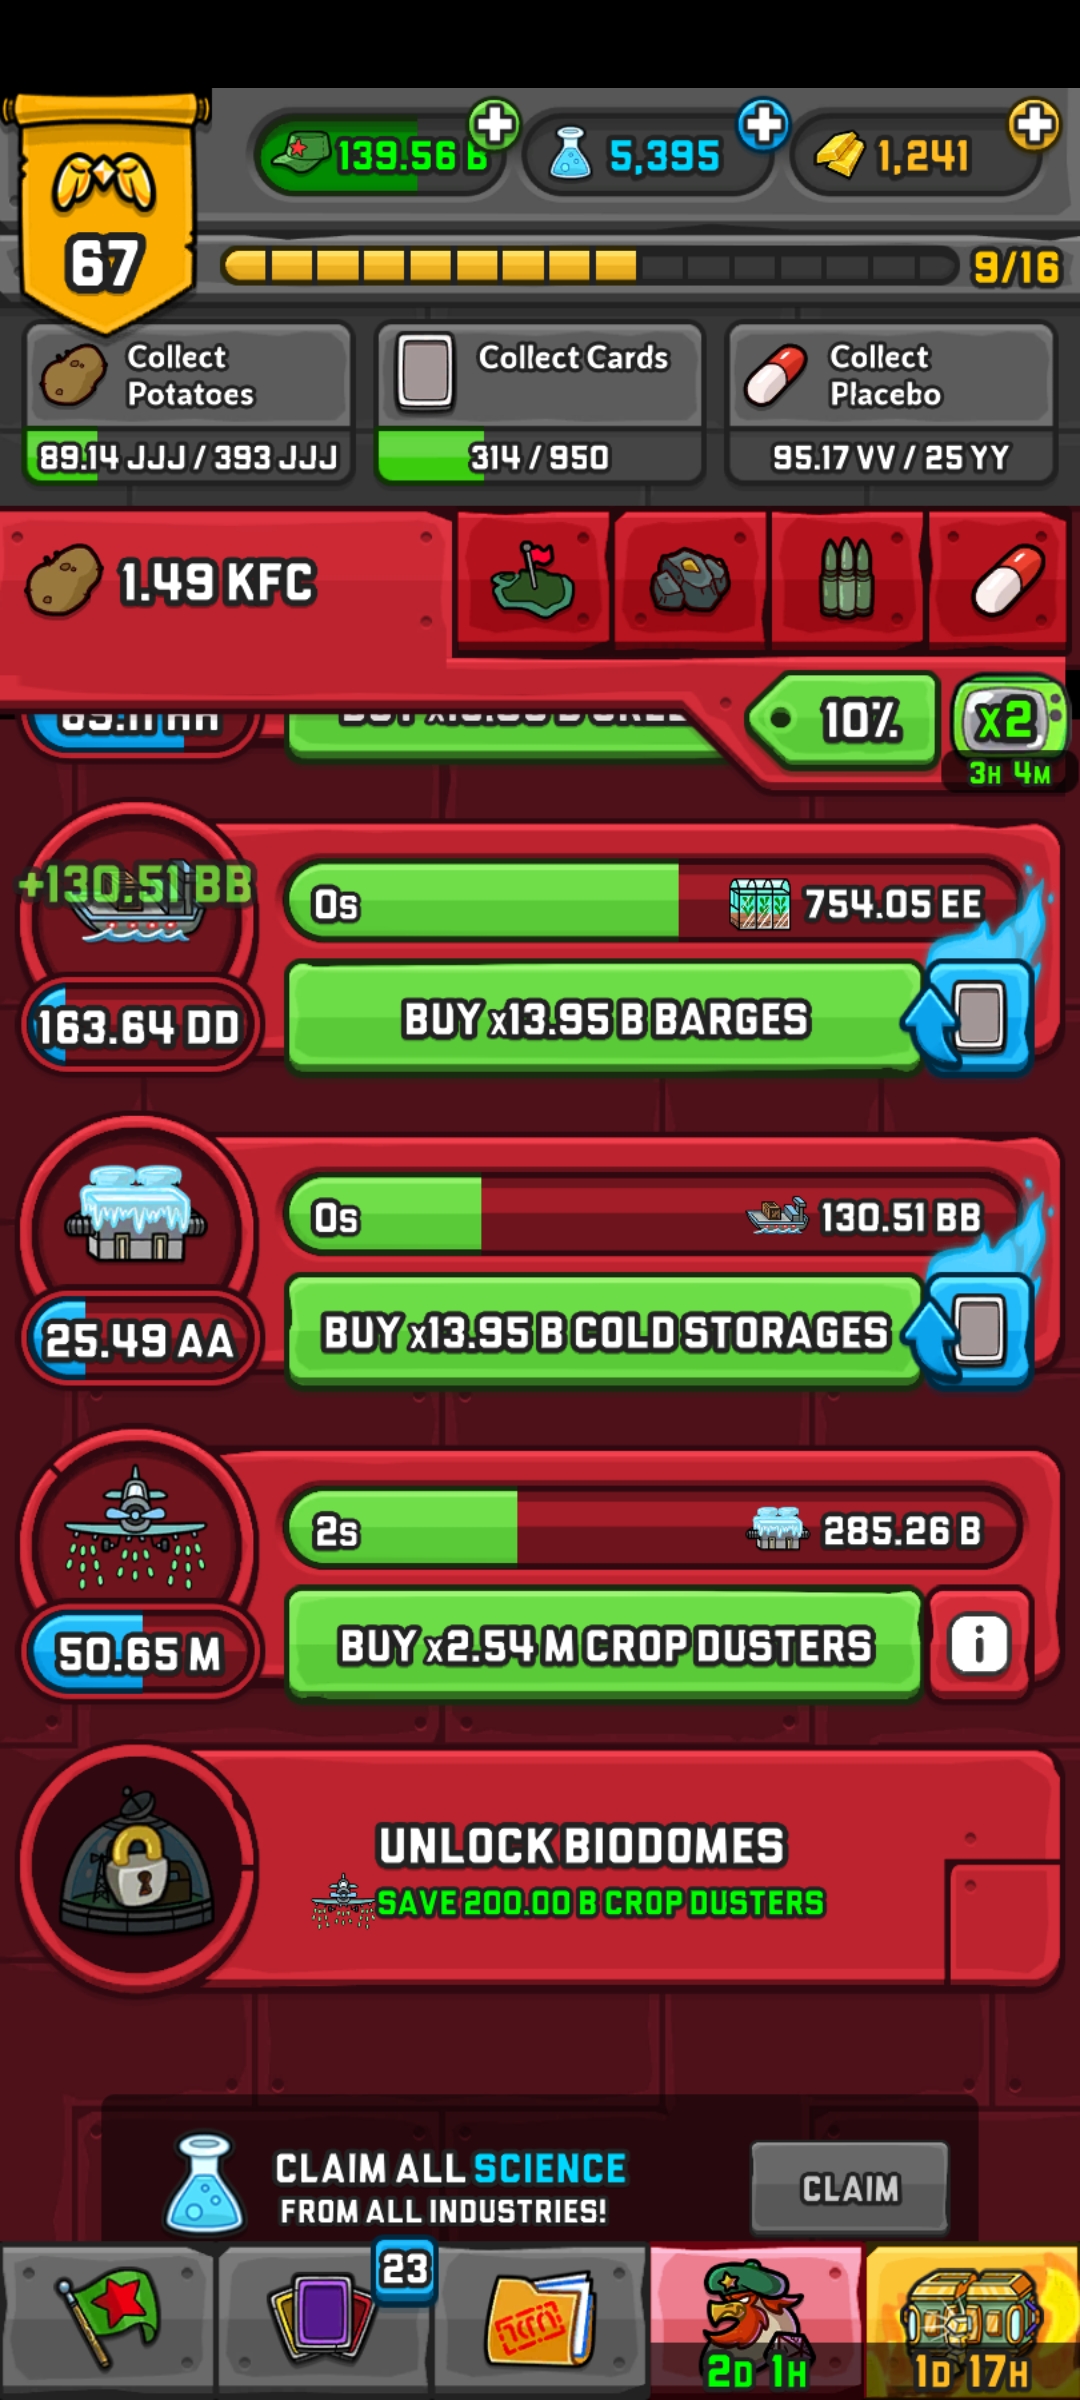 139.56 B
5,395
1,241
67
9/16
Collect Potatoes
89.14 JJJ / 393 JJJ
Collect Cards
314 / 950
Collect Placebo
95.17 VV / 25 YY
1.49 KFC
10%
x2
3H 4M
+130.51 BB
0s
754.05 EE
163.64 DD
BUY x13.95 B BARGES
0s
130.51 BB
25.49 AA
BUY x13.95 B COLD STORAGES
2s
285.26 B
50.65 M
BUY x2.54 M CROP DUSTERS
i
UNLOCK BIODOMES
SAVE 200.00 B CROP DUSTERS
CLAIM ALL SCIENCE
FROM ALL INDUSTRIES!
CLAIM
23
2D 1H
1D 17H